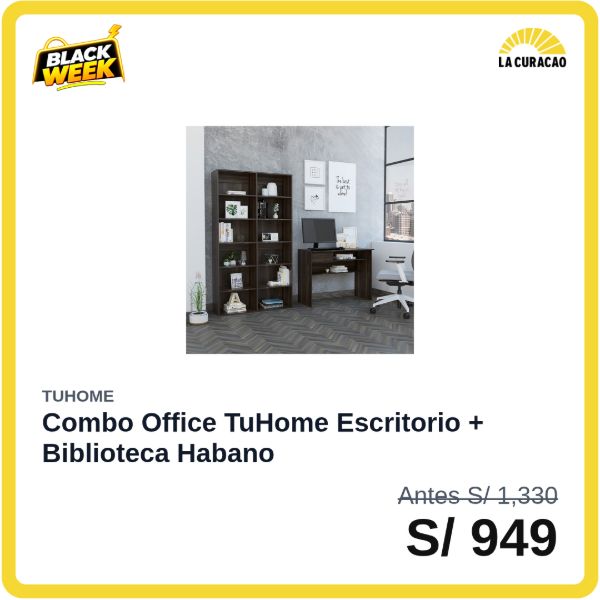 BLACK
WEEK
LA CURACAO
TUHOME
Combo Office TuHome Escritorio +
Biblioteca Habano
Antes S/ 1,330
S/ 949